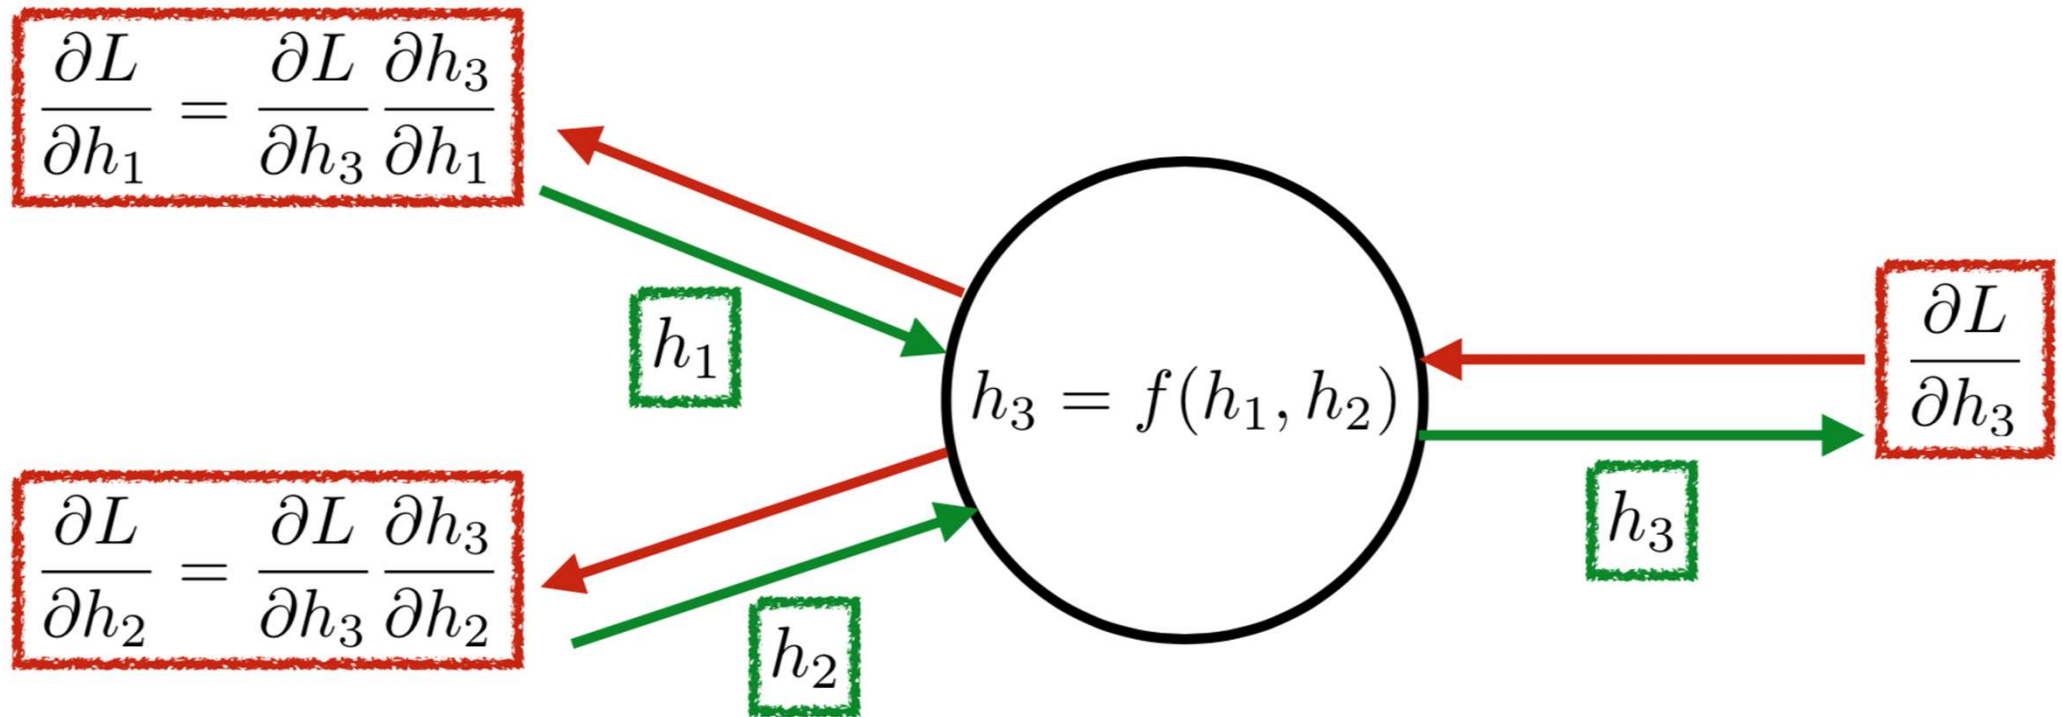 ∂L/∂h₁ = ∂L/∂h₃ ∂h₃/∂h₁
h₁
h₃ = f(h₁, h₂)
∂L/∂h₃
h₃
∂L/∂h₂ = ∂L/∂h₃ ∂h₃/∂h₂
h₂